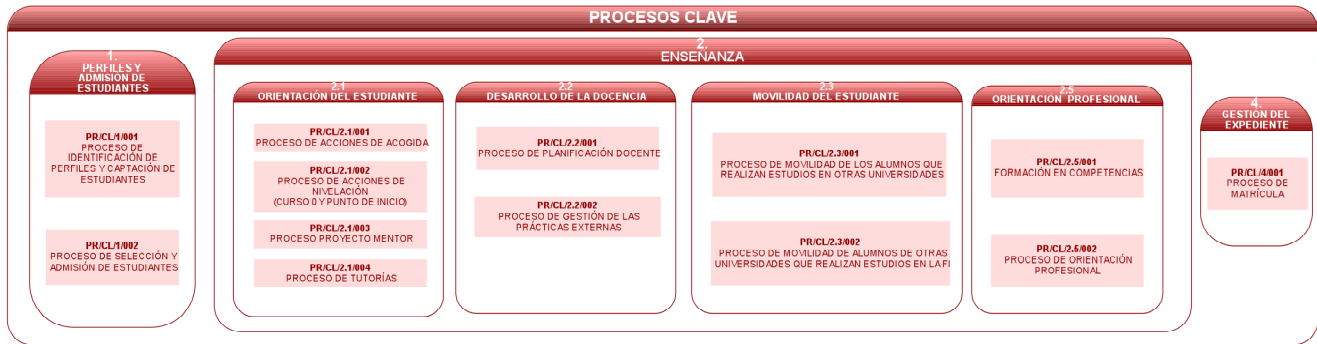 PROCESOS CLAVE
1.
PERFILES Y
ADMISIÓN DE
ESTUDIANTES
PR/CL/1/001
PROCESO DE
IDENTIFICACIÓN DE
PERFILES Y CAPTACIÓN DE
ESTUDIANTES
PR/CL/1/002
PROCESO DE SELECCIÓN Y
ADMISIÓN DE ESTUDIANTES
2.
ENSEÑANZA
2.1
ORIENTACIÓN DEL ESTUDIANTE
PR/CL/2.1/001
PROCESO DE ACCIONES DE ACOGIDA
PR/CL/2.1/002
PROCESO DE ACCIONES DE
NIVELACIÓN
(CURSO 0 Y PUNTO DE INICIO)
PR/CL/2.1/003
PROCESO PROYECTO MENTOR
PR/CL/2.1/004
PROCESO DE TUTORÍAS
2.2
DESARROLLO DE LA DOCENCIA
PR/CL/2.2/001
PROCESO DE PLANIFICACIÓN DOCENTE
PR/CL/2.2/002
PROCESO DE GESTIÓN DE LAS
PRÁCTICAS EXTERNAS
2.3
MOVILIDAD DEL ESTUDIANTE
PR/CL/2.3/001
PROCESO DE MOVILIDAD DE LOS ALUMNOS QUE
REALIZAN ESTUDIOS EN OTRAS UNIVERSIDADES
PR/CL/2.3/002
PROCESO DE MOVILIDAD DE ALUMNOS DE OTRAS
UNIVERSIDADES QUE REALIZAN ESTUDIOS EN LA FI
2.5
ORIENTACIÓN PROFESIONAL
PR/CL/2.5/001
FORMACIÓN EN COMPETENCIAS
PR/CL/2.5/002
PROCESO DE ORIENTACIÓN
PROFESIONAL
4.
GESTIÓN DEL
EXPEDIENTE
PR/CL/4/001
PROCESO DE
MATRÍCULA